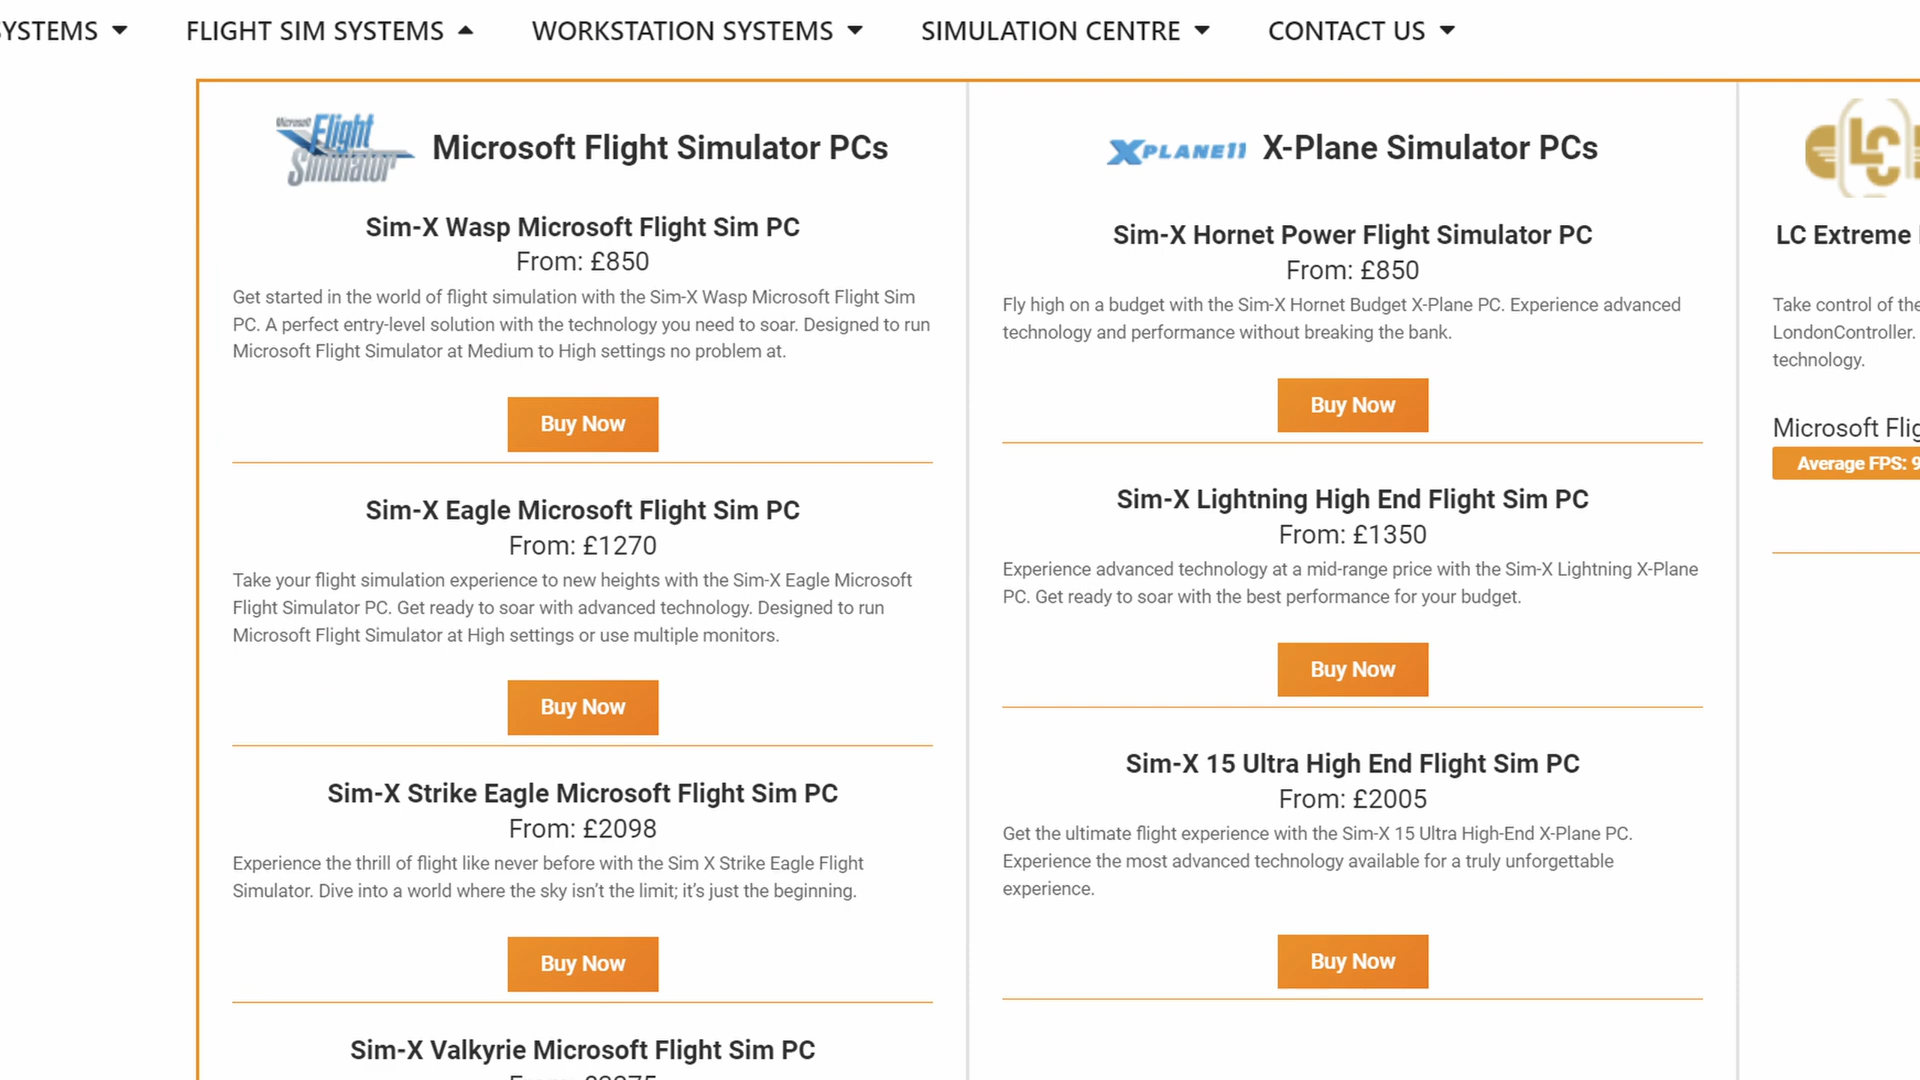 SYSTEMS
FLIGHT SIM SYSTEMS
WORKSTATION SYSTEMS
SIMULATION CENTRE
CONTACT US
Microsoft Flight Simulator
Microsoft Flight Simulator PCs
Sim-X Wasp Microsoft Flight Sim PC
From: £850
Get started in the world of flight simulation with the Sim-X Wasp Microsoft Flight Sim
PC. A perfect entry-level solution with the technology you need to soar. Designed to run
Microsoft Flight Simulator at Medium to High settings no problem at.
Buy Now
Sim-X Eagle Microsoft Flight Sim PC
From: £1270
Take your flight simulation experience to new heights with the Sim-X Eagle Microsoft
Flight Simulator PC. Get ready to soar with advanced technology. Designed to run
Microsoft Flight Simulator at High settings or use multiple monitors.
Buy Now
Sim-X Strike Eagle Microsoft Flight Sim PC
From: £2098
Experience the thrill of flight like never before with the Sim X Strike Eagle Flight
Simulator. Dive into a world where the sky isn’t the limit; it’s just the beginning.
Buy Now
Sim-X Valkyrie Microsoft Flight Sim PC
XPLANE11
X-Plane Simulator PCs
Sim-X Hornet Power Flight Simulator PC
From: £850
Fly high on a budget with the Sim-X Hornet Budget X-Plane PC. Experience advanced
technology and performance without breaking the bank.
Buy Now
Sim-X Lightning High End Flight Sim PC
From: £1350
Experience advanced technology at a mid-range price with the Sim-X Lightning X-Plane
PC. Get ready to soar with the best performance for your budget.
Buy Now
Sim-X 15 Ultra High End Flight Sim PC
From: £2005
Get the ultimate flight experience with the Sim-X 15 Ultra High-End X-Plane PC.
Experience the most advanced technology available for a truly unforgettable
experience.
Buy Now
LC
LC Extreme
Take control of the
LondonController.
technology.
Microsoft Flig
Average FPS: 9